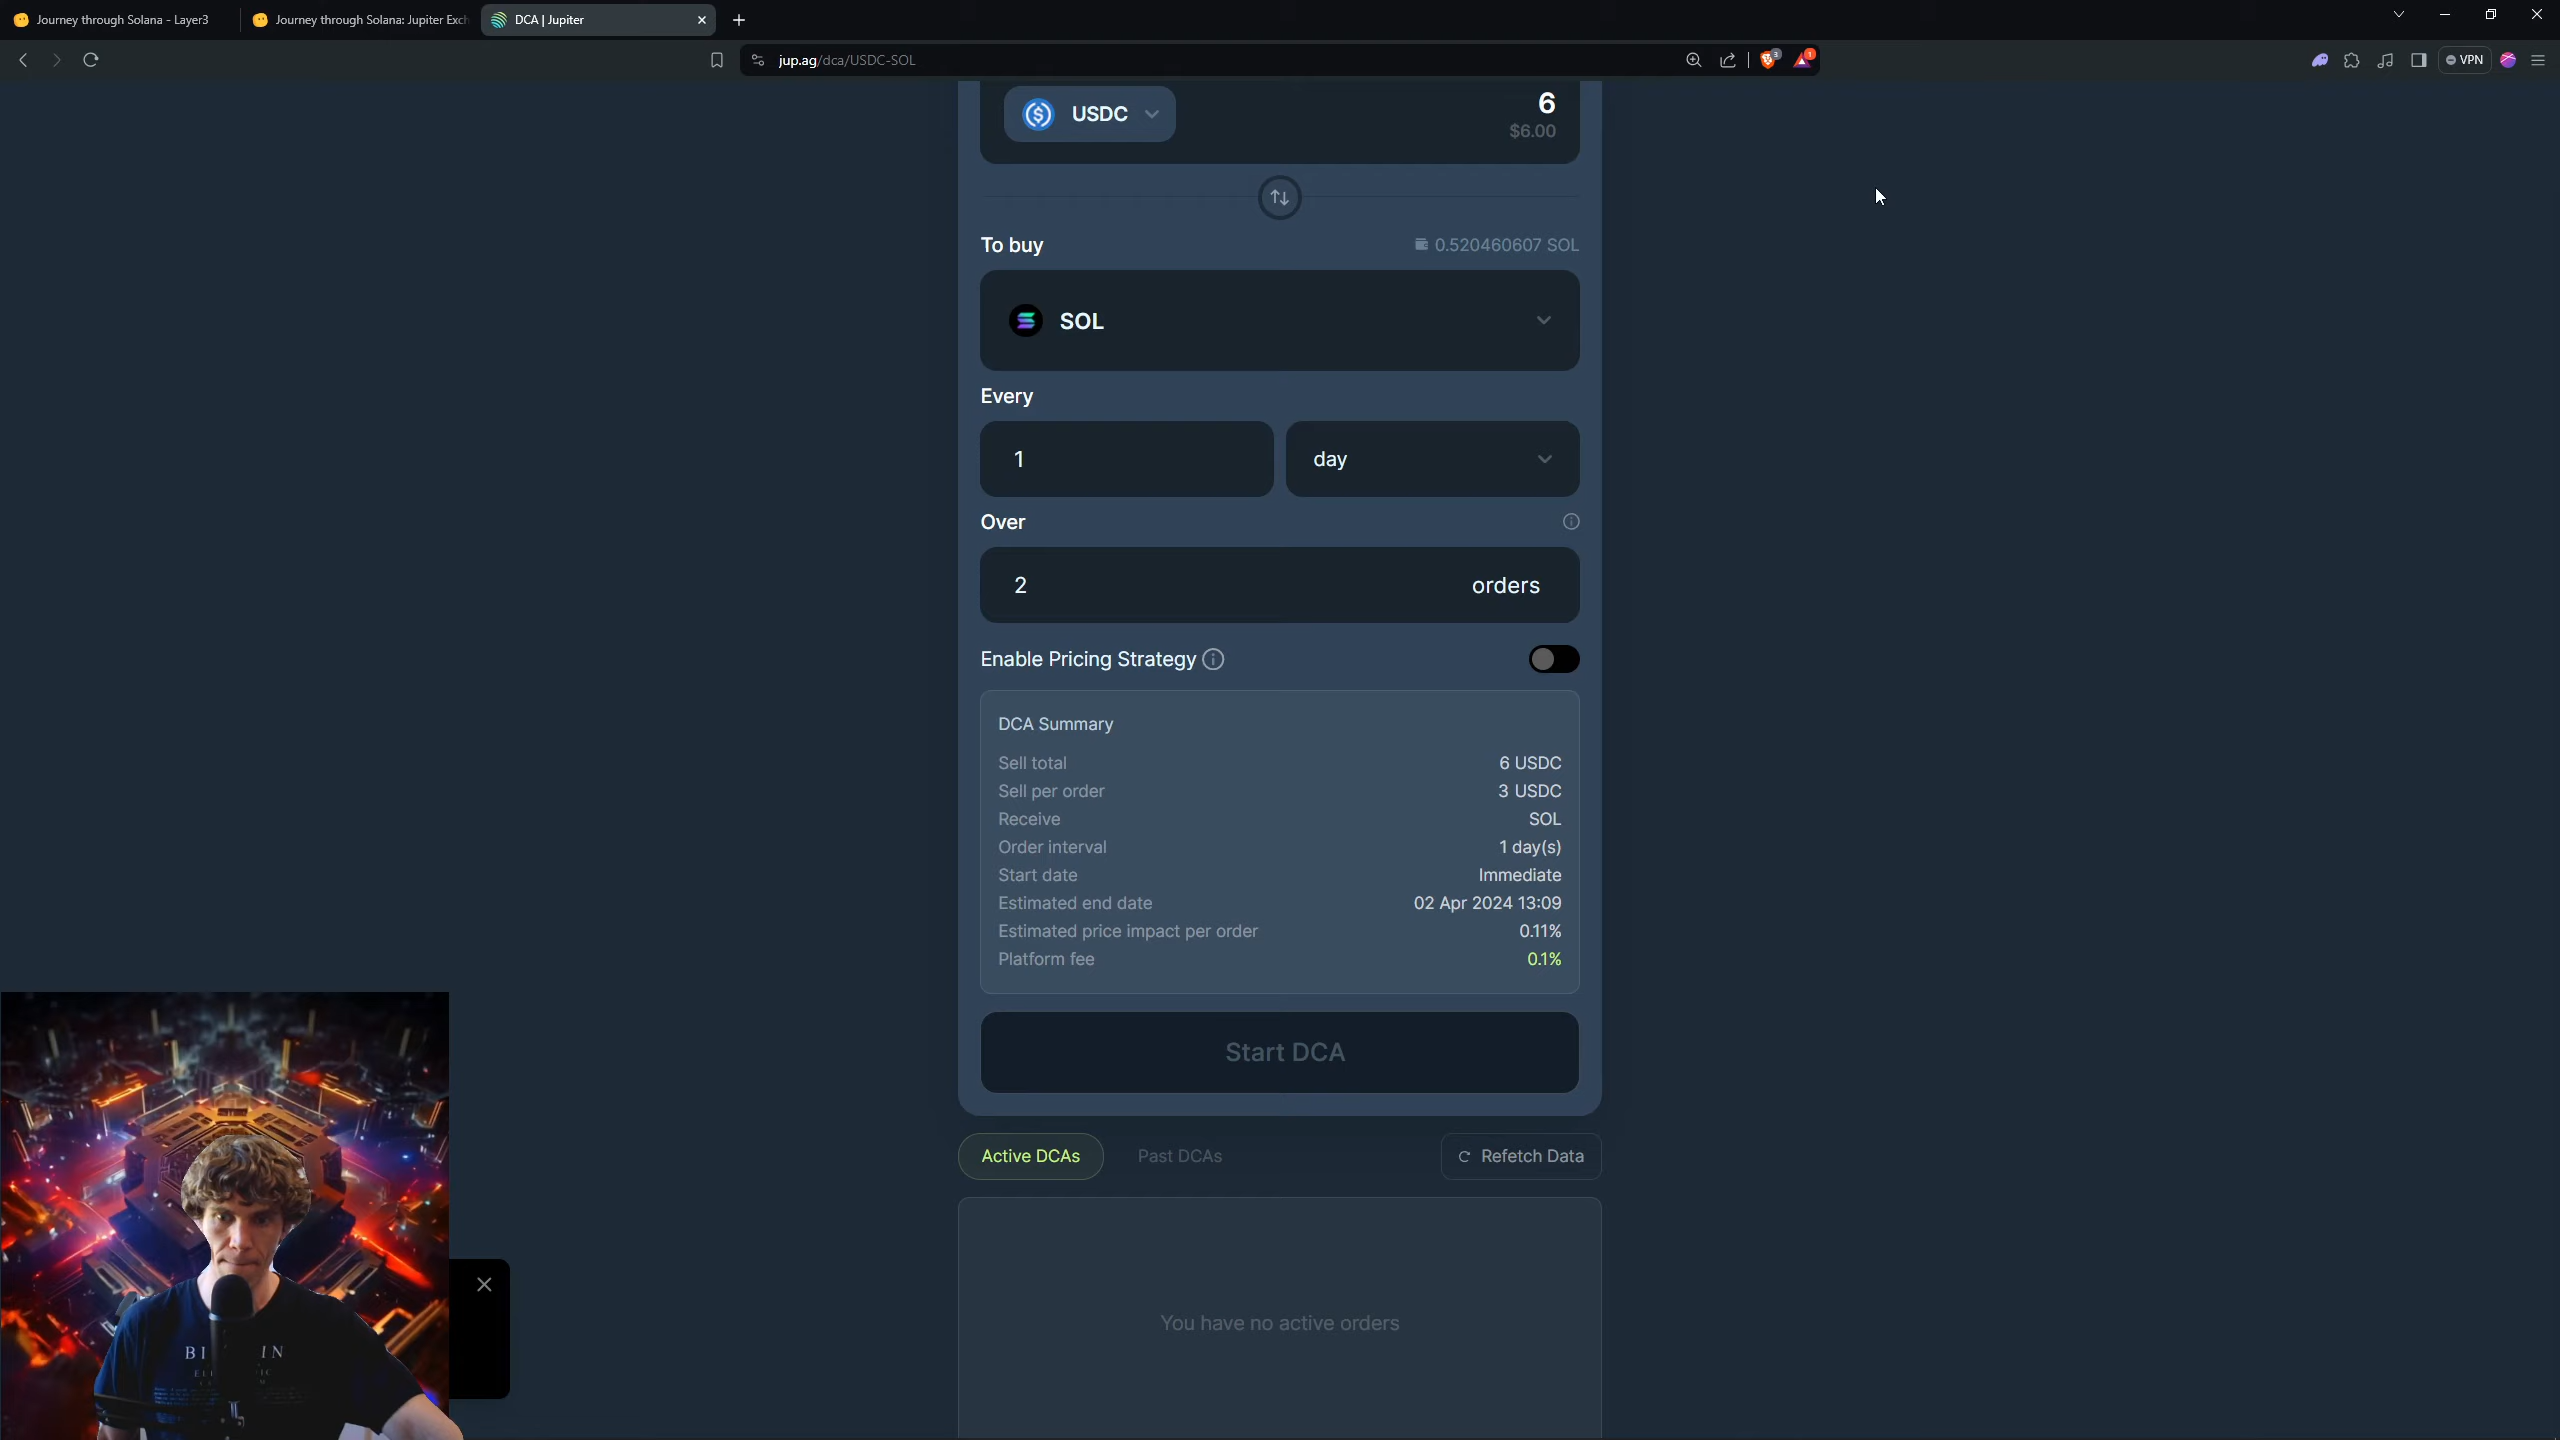 Journey through Solana - Layer3
Journey through Solana: Jupiter Exch
DCA | Jupiter
jup.ag/dca/USDC-SOL
3
1
VPN
USDC
6
$6.00
To buy
0.520460607 SOL
SOL
Every
1
day
Over
2
orders
Enable Pricing Strategy
DCA Summary
Sell total
6 USDC
Sell per order
3 USDC
Receive
SOL
Order interval
1 day(s)
Start date
Immediate
Estimated end date
02 Apr 2024 13:09
Estimated price impact per order
0.11%
Platform fee
0.1%
Start DCA
Active DCAs
Past DCAs
Refetch Data
You have no active orders